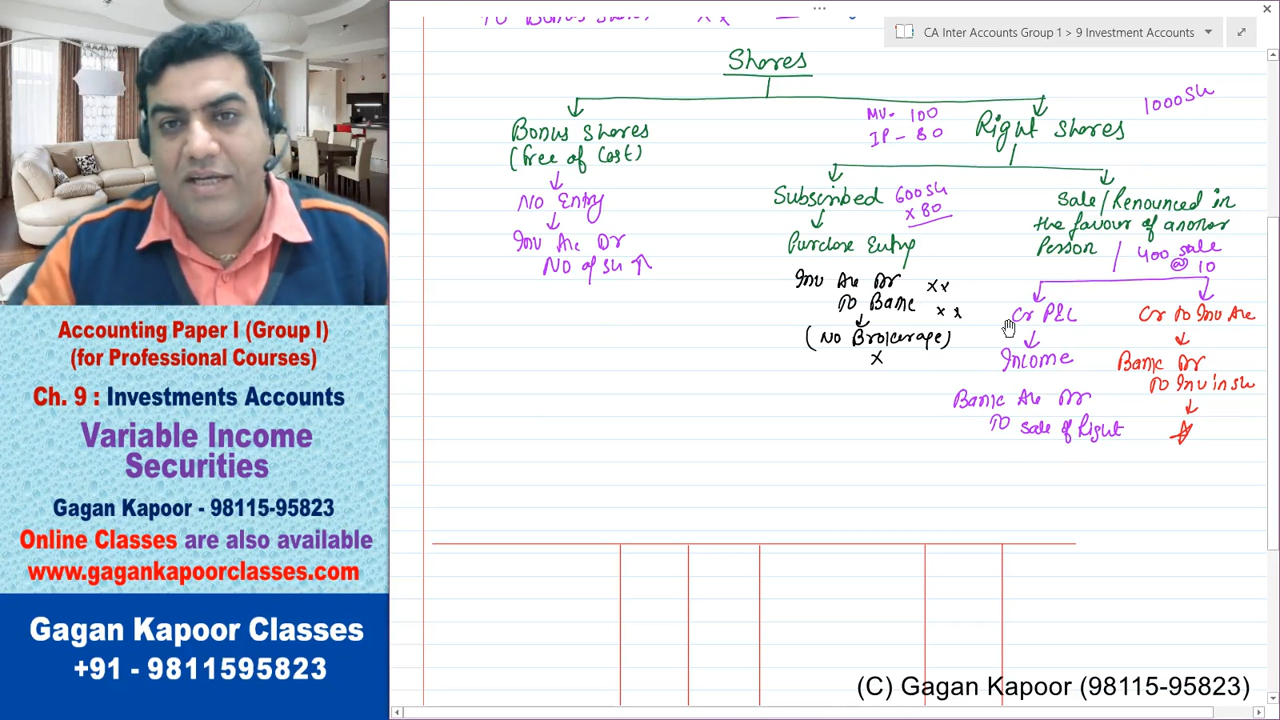 To Bonus Shares x x
CA Inter Accounts Group 1 > 9 Investment Accounts
Shares
1000 Sh
Bonus Shares
(free of Cost)
MV - 100
IP - 80
Right Shares
No Entry
Inv A/c Dr
No of Sh ↑
Subscribed
600 Sh
x 80
Purchase Entry
Inv A/c Dr x x
To Bank x x
(No Brokerage)
x
Sale/Renounced in
the favour of another
Person
400 sale
@ 10
Cr P&L
Income
Bank A/c Dr
To Sale of Right
Cr to Inv A/c
Bank Dr
To Inv in Sh
Accounting Paper I (Group I)
(for Professional Courses)
Ch. 9 : Investments Accounts
Variable Income
Securities
Gagan Kapoor - 98115-95823
Online Classes are also available
www.gagankapoorclasses.com
Gagan Kapoor Classes
+91 - 9811595823
(C) Gagan Kapoor (98115-95823)